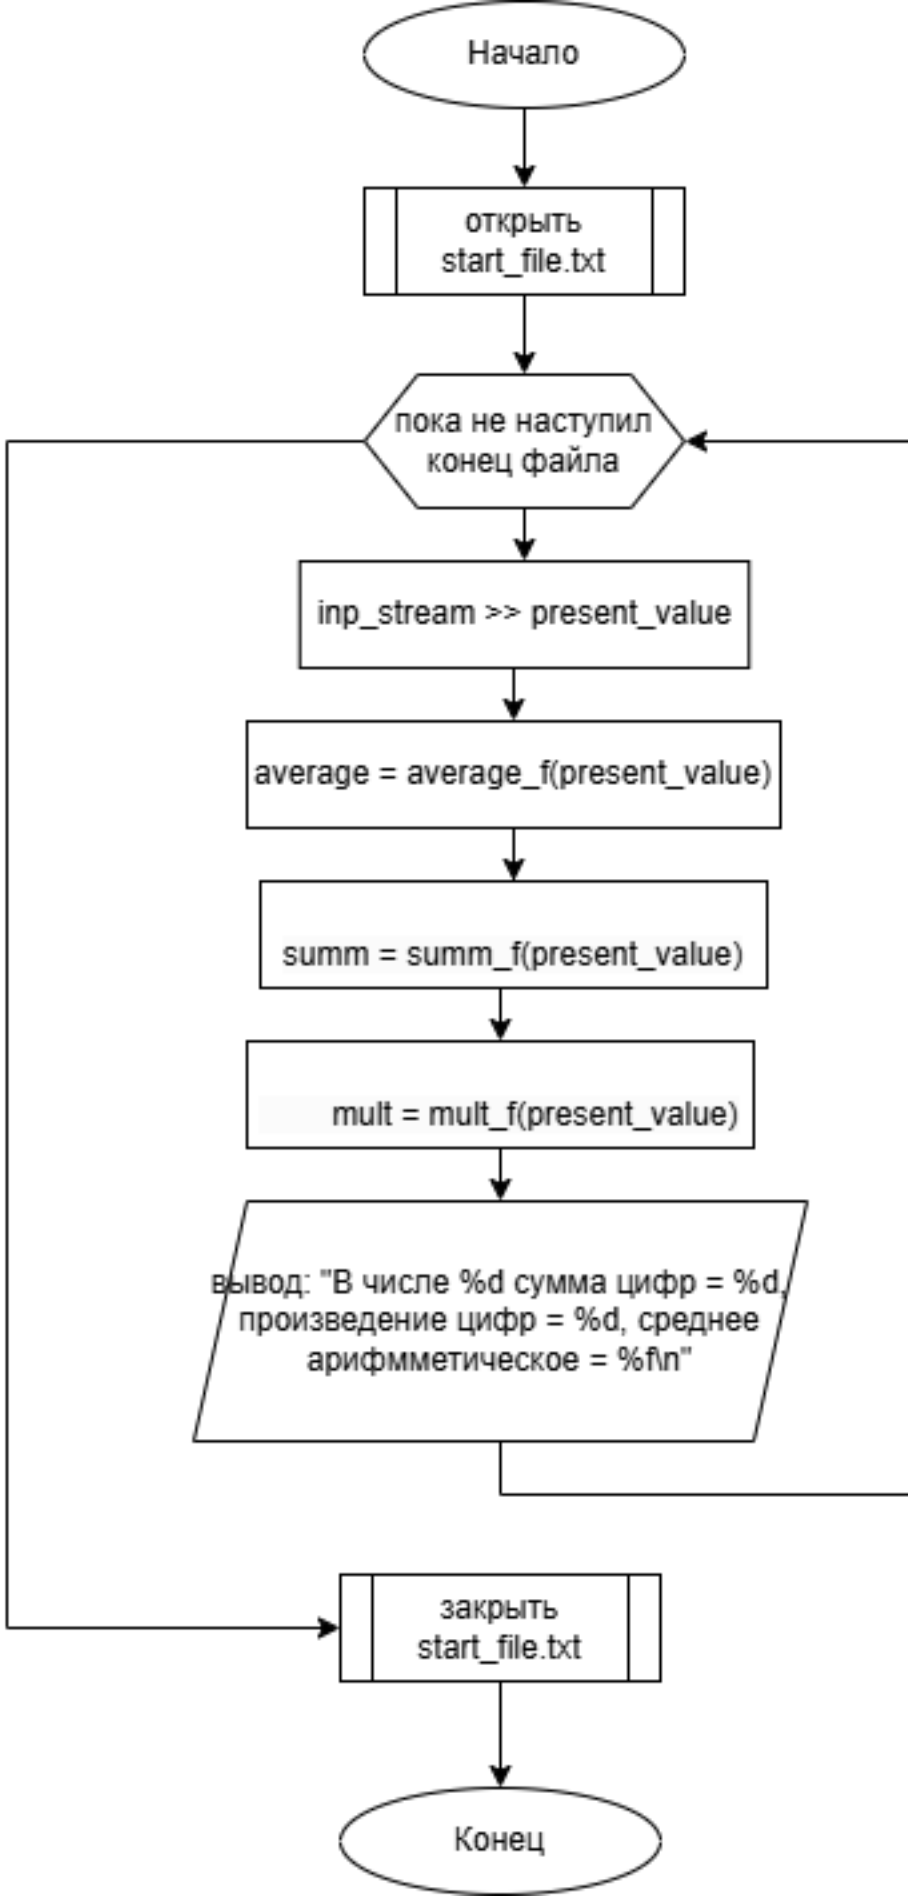 Начало
открыть
start_file.txt
пока не наступил
конец файла
inp_stream >> present_value
average = average_f(present_value)
summ = summ_f(present_value)
mult = mult_f(present_value)
вывод: "В числе %d сумма цифр = %d,
произведение цифр = %d, среднее
арифмметическое = %f\n"
закрыть
start_file.txt
Конец